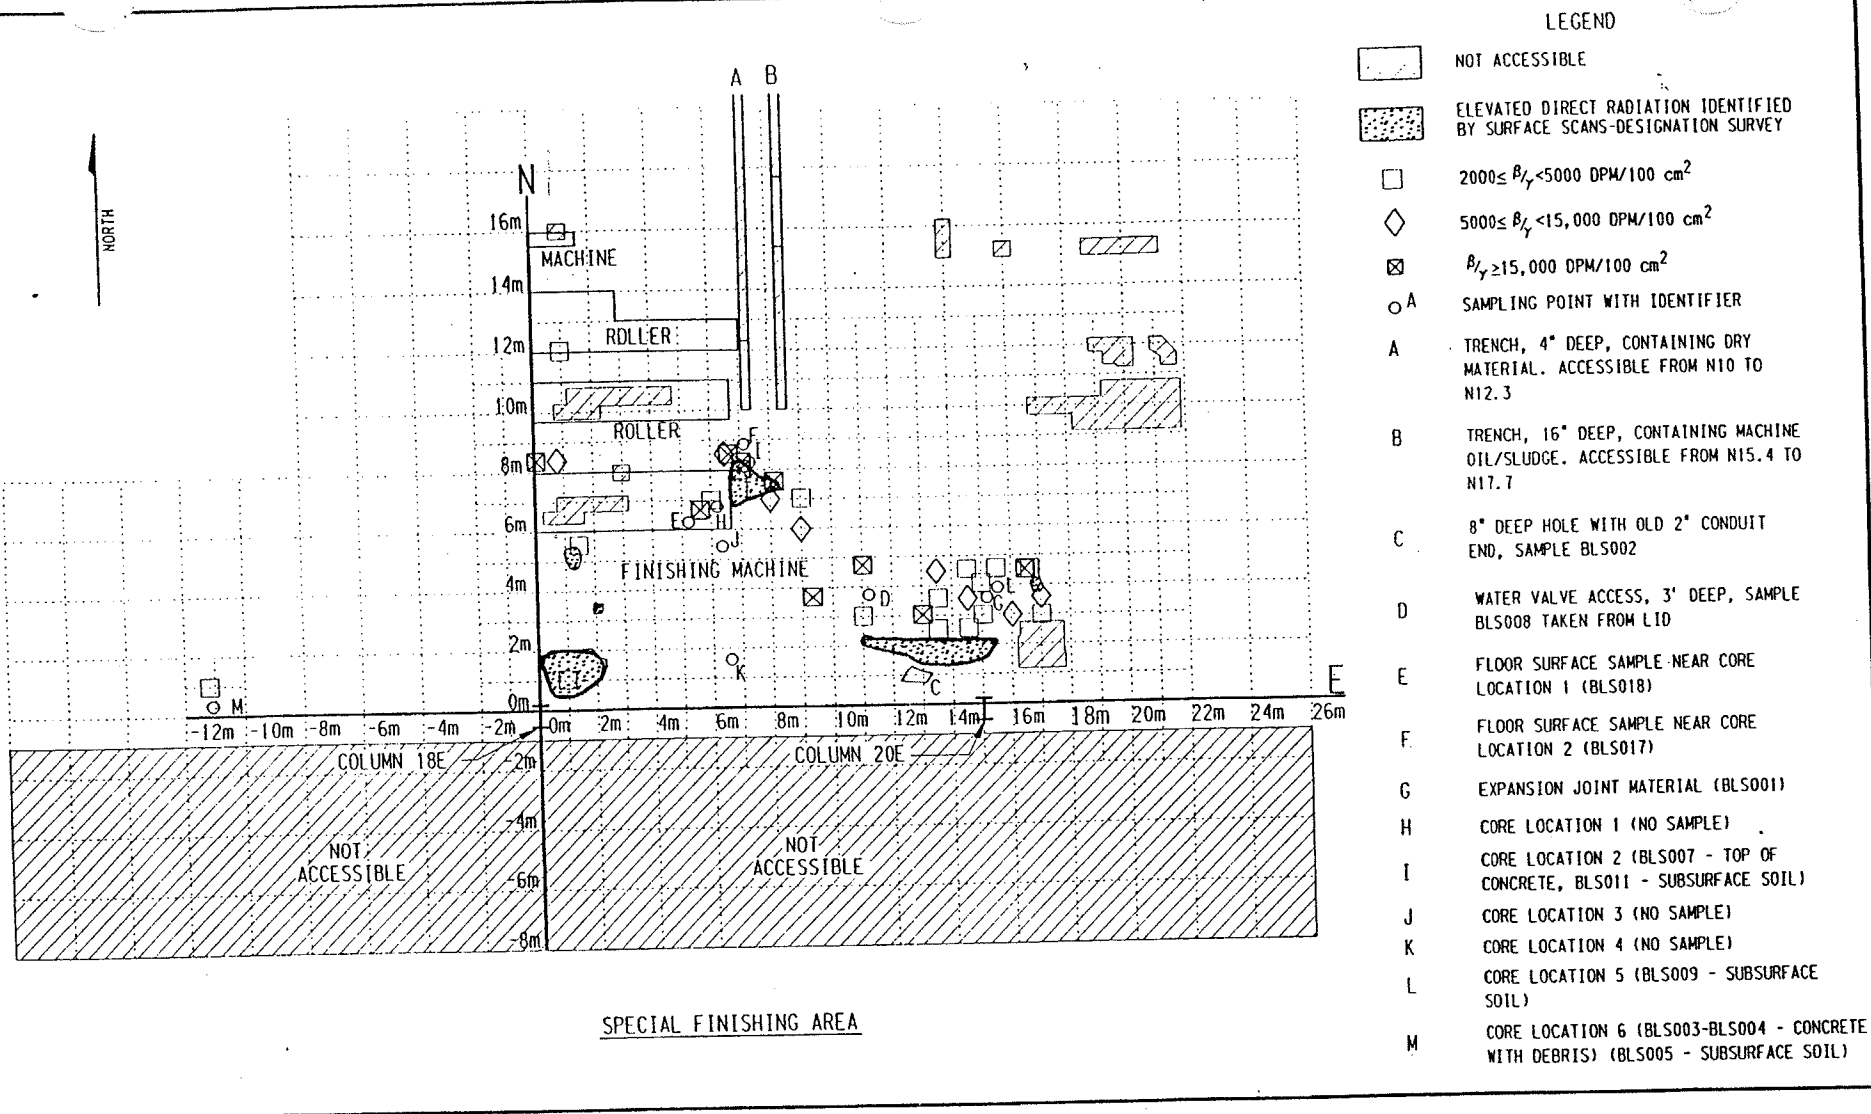 LEGEND
NOT ACCESSIBLE
ELEVATED DIRECT RADIATION IDENTIFIED
BY SURFACE SCANS-DESIGNATION SURVEY
2000≤ β/γ<5000 DPM/100 cm²
5000≤ β/γ <15,000 DPM/100 cm²
β/γ ≥15,000 DPM/100 cm²
A SAMPLING POINT WITH IDENTIFIER
A TRENCH, 4" DEEP, CONTAINING DRY
MATERIAL. ACCESSIBLE FROM N10 TO
N12.3
B TRENCH, 16" DEEP, CONTAINING MACHINE
OIL/SLUDGE. ACCESSIBLE FROM N15.4 TO
N17.7
C 8" DEEP HOLE WITH OLD 2" CONDUIT
END, SAMPLE BLS002
D WATER VALVE ACCESS, 3' DEEP, SAMPLE
BLS008 TAKEN FROM LID
E FLOOR SURFACE SAMPLE NEAR CORE
LOCATION 1 (BLS018)
F FLOOR SURFACE SAMPLE NEAR CORE
LOCATION 2 (BLS017)
G EXPANSION JOINT MATERIAL (BLS001)
H CORE LOCATION 1 (NO SAMPLE)
I CORE LOCATION 2 (BLS007 - TOP OF
CONCRETE, BLS011 - SUBSURFACE SOIL)
J CORE LOCATION 3 (NO SAMPLE)
K CORE LOCATION 4 (NO SAMPLE)
L CORE LOCATION 5 (BLS009 - SUBSURFACE
SOIL)
M CORE LOCATION 6 (BLS003-BLS004 - CONCRETE
WITH DEBRIS) (BLS005 - SUBSURFACE SOIL)
NORTH
A B
N
16m
MACHINE
14m
ROLLER
12m
10m
ROLLER
F
I
8m
E H
6m
J
FINISHING MACHINE
4m
D
L
G
2m
K
C
M
0m
E
-12m -10m -8m -6m -4m -2m 0m 2m 4m 6m 8m 10m 12m 14m 16m 18m 20m 22m 24m 26m
COLUMN 18E
COLUMN 20E
-2m
-4m
NOT
ACCESSIBLE
NOT
ACCESSIBLE
-6m
-8m
SPECIAL FINISHING AREA